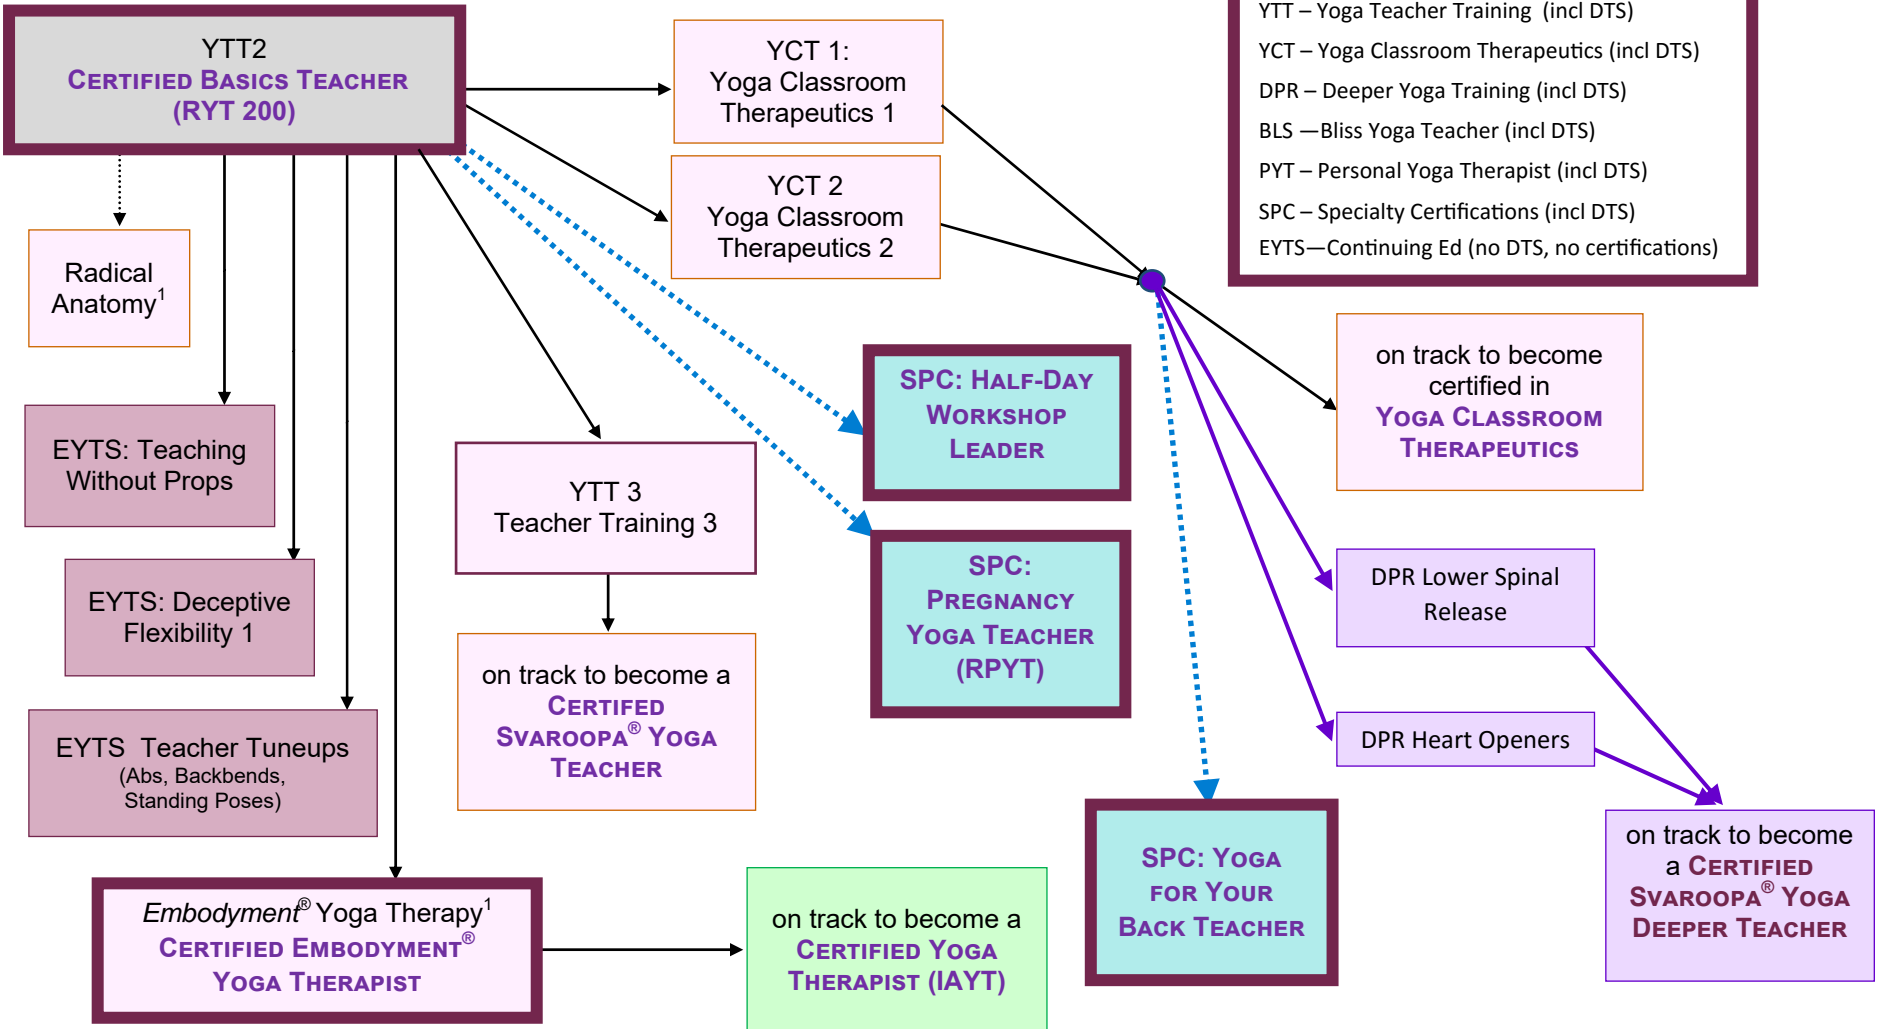 YTT2
CERTIFIED BASICS TEACHER
(RYT 200)
YCT 1:
Yoga Classroom
Therapeutics 1
YCT 2
Yoga Classroom
Therapeutics 2
YTT – Yoga Teacher Training (incl DTS)
YCT – Yoga Classroom Therapeutics (incl DTS)
DPR – Deeper Yoga Training (incl DTS)
BLS —Bliss Yoga Teacher (incl DTS)
PYT – Personal Yoga Therapist (incl DTS)
SPC – Specialty Certifications (incl DTS)
EYTS—Continuing Ed (no DTS, no certifications)
Radical
Anatomy1
EYTS: Teaching
Without Props
EYTS: Deceptive
Flexibility 1
EYTS Teacher Tuneups
(Abs, Backbends,
Standing Poses)
YTT 3
Teacher Training 3
on track to become a
CERTIFED
SVAROOPA® YOGA
TEACHER
SPC: HALF-DAY
WORKSHOP
LEADER
SPC:
PREGNANCY
YOGA TEACHER
(RPYT)
on track to become
certified in
YOGA CLASSROOM
THERAPEUTICS
DPR Lower Spinal
Release
DPR Heart Openers
SPC: YOGA
FOR YOUR
BACK TEACHER
on track to become
a CERTIFIED
SVAROOPA® YOGA
DEEPER TEACHER
Embodyment® Yoga Therapy1
CERTIFIED EMBODYMENT®
YOGA THERAPIST
on track to become a
CERTIFIED YOGA
THERAPIST (IAYT)